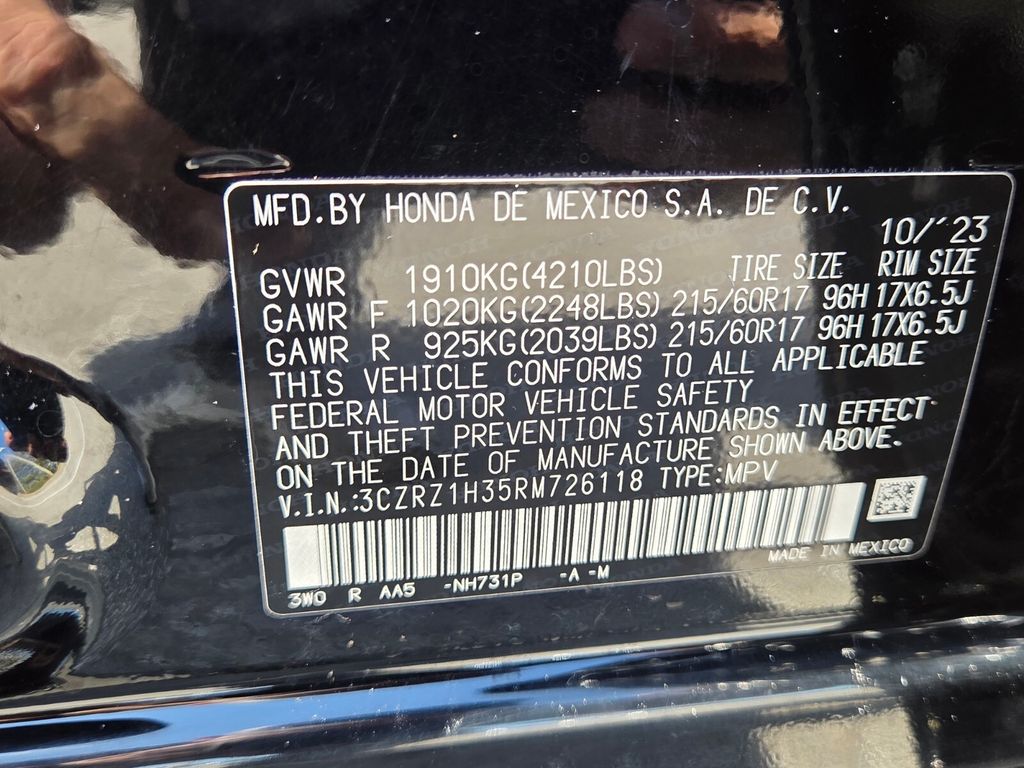 MFD.BY HONDA DE MEXICO S.A. DE C.V.
10/'23
GVWR 1910KG(4210LBS) TIRE SIZE RIM SIZE
GAWR F 1020KG(2248LBS) 215/60R17 96H 17X6.5J
GAWR R 925KG(2039LBS) 215/60R17 96H 17X6.5J
THIS VEHICLE CONFORMS TO ALL APPLICABLE
FEDERAL MOTOR VEHICLE SAFETY
AND THEFT PREVENTION STANDARDS IN EFFECT
ON THE DATE OF MANUFACTURE SHOWN ABOVE.
V.I.N.:3CZRZ1H35RM726118 TYPE:MPV
MADE IN MEXICO
3W0 R AA5 -NH731P -A -M